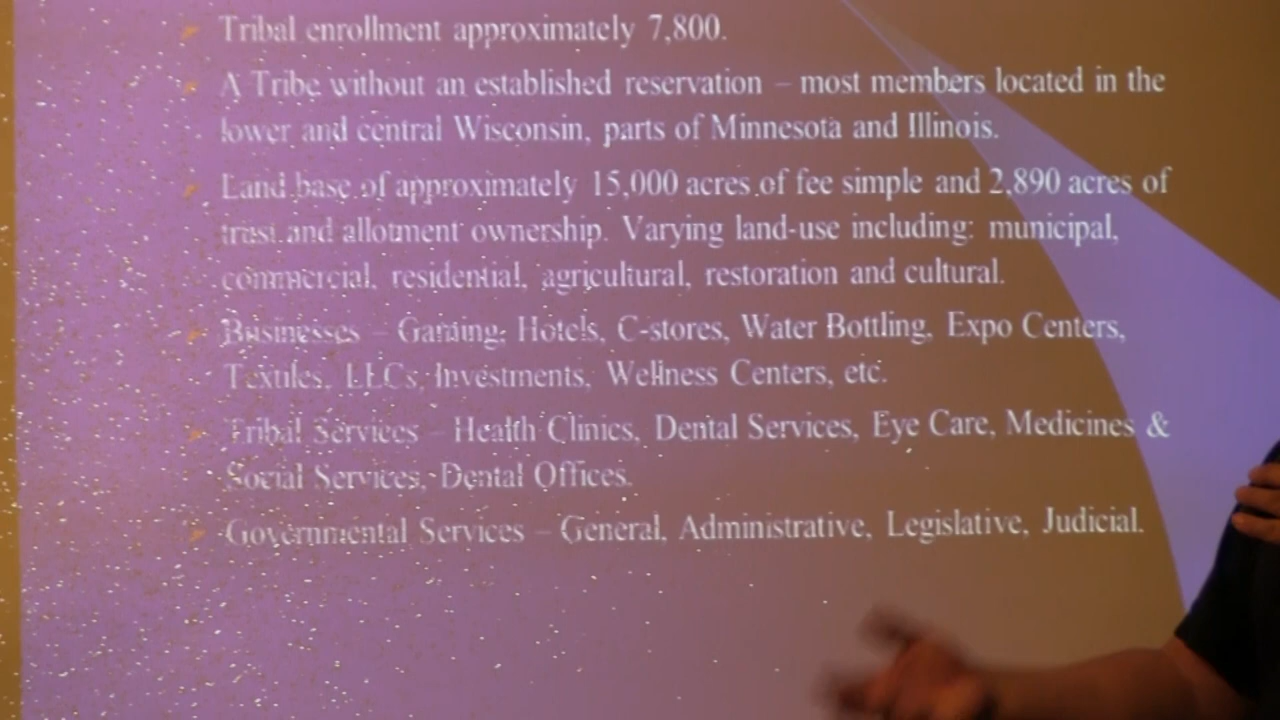 Tribal enrollment approximately 7,800.
A Tribe without an established reservation – most members located in the
lower and central Wisconsin, parts of Minnesota and Illinois.
Land base of approximately 15,000 acres of fee simple and 2,890 acres of
trust and allotment ownership. Varying land-use including: municipal,
commercial, residential, agricultural, restoration and cultural.
Businesses – Gaming, Hotels, C-stores, Water Bottling, Expo Centers,
Textiles, LLCs, Investments, Wellness Centers, etc.
Tribal Services – Health Clinics, Dental Services, Eye Care, Medicines &
Social Services, Dental Offices.
Governmental Services – General, Administrative, Legislative, Judicial.